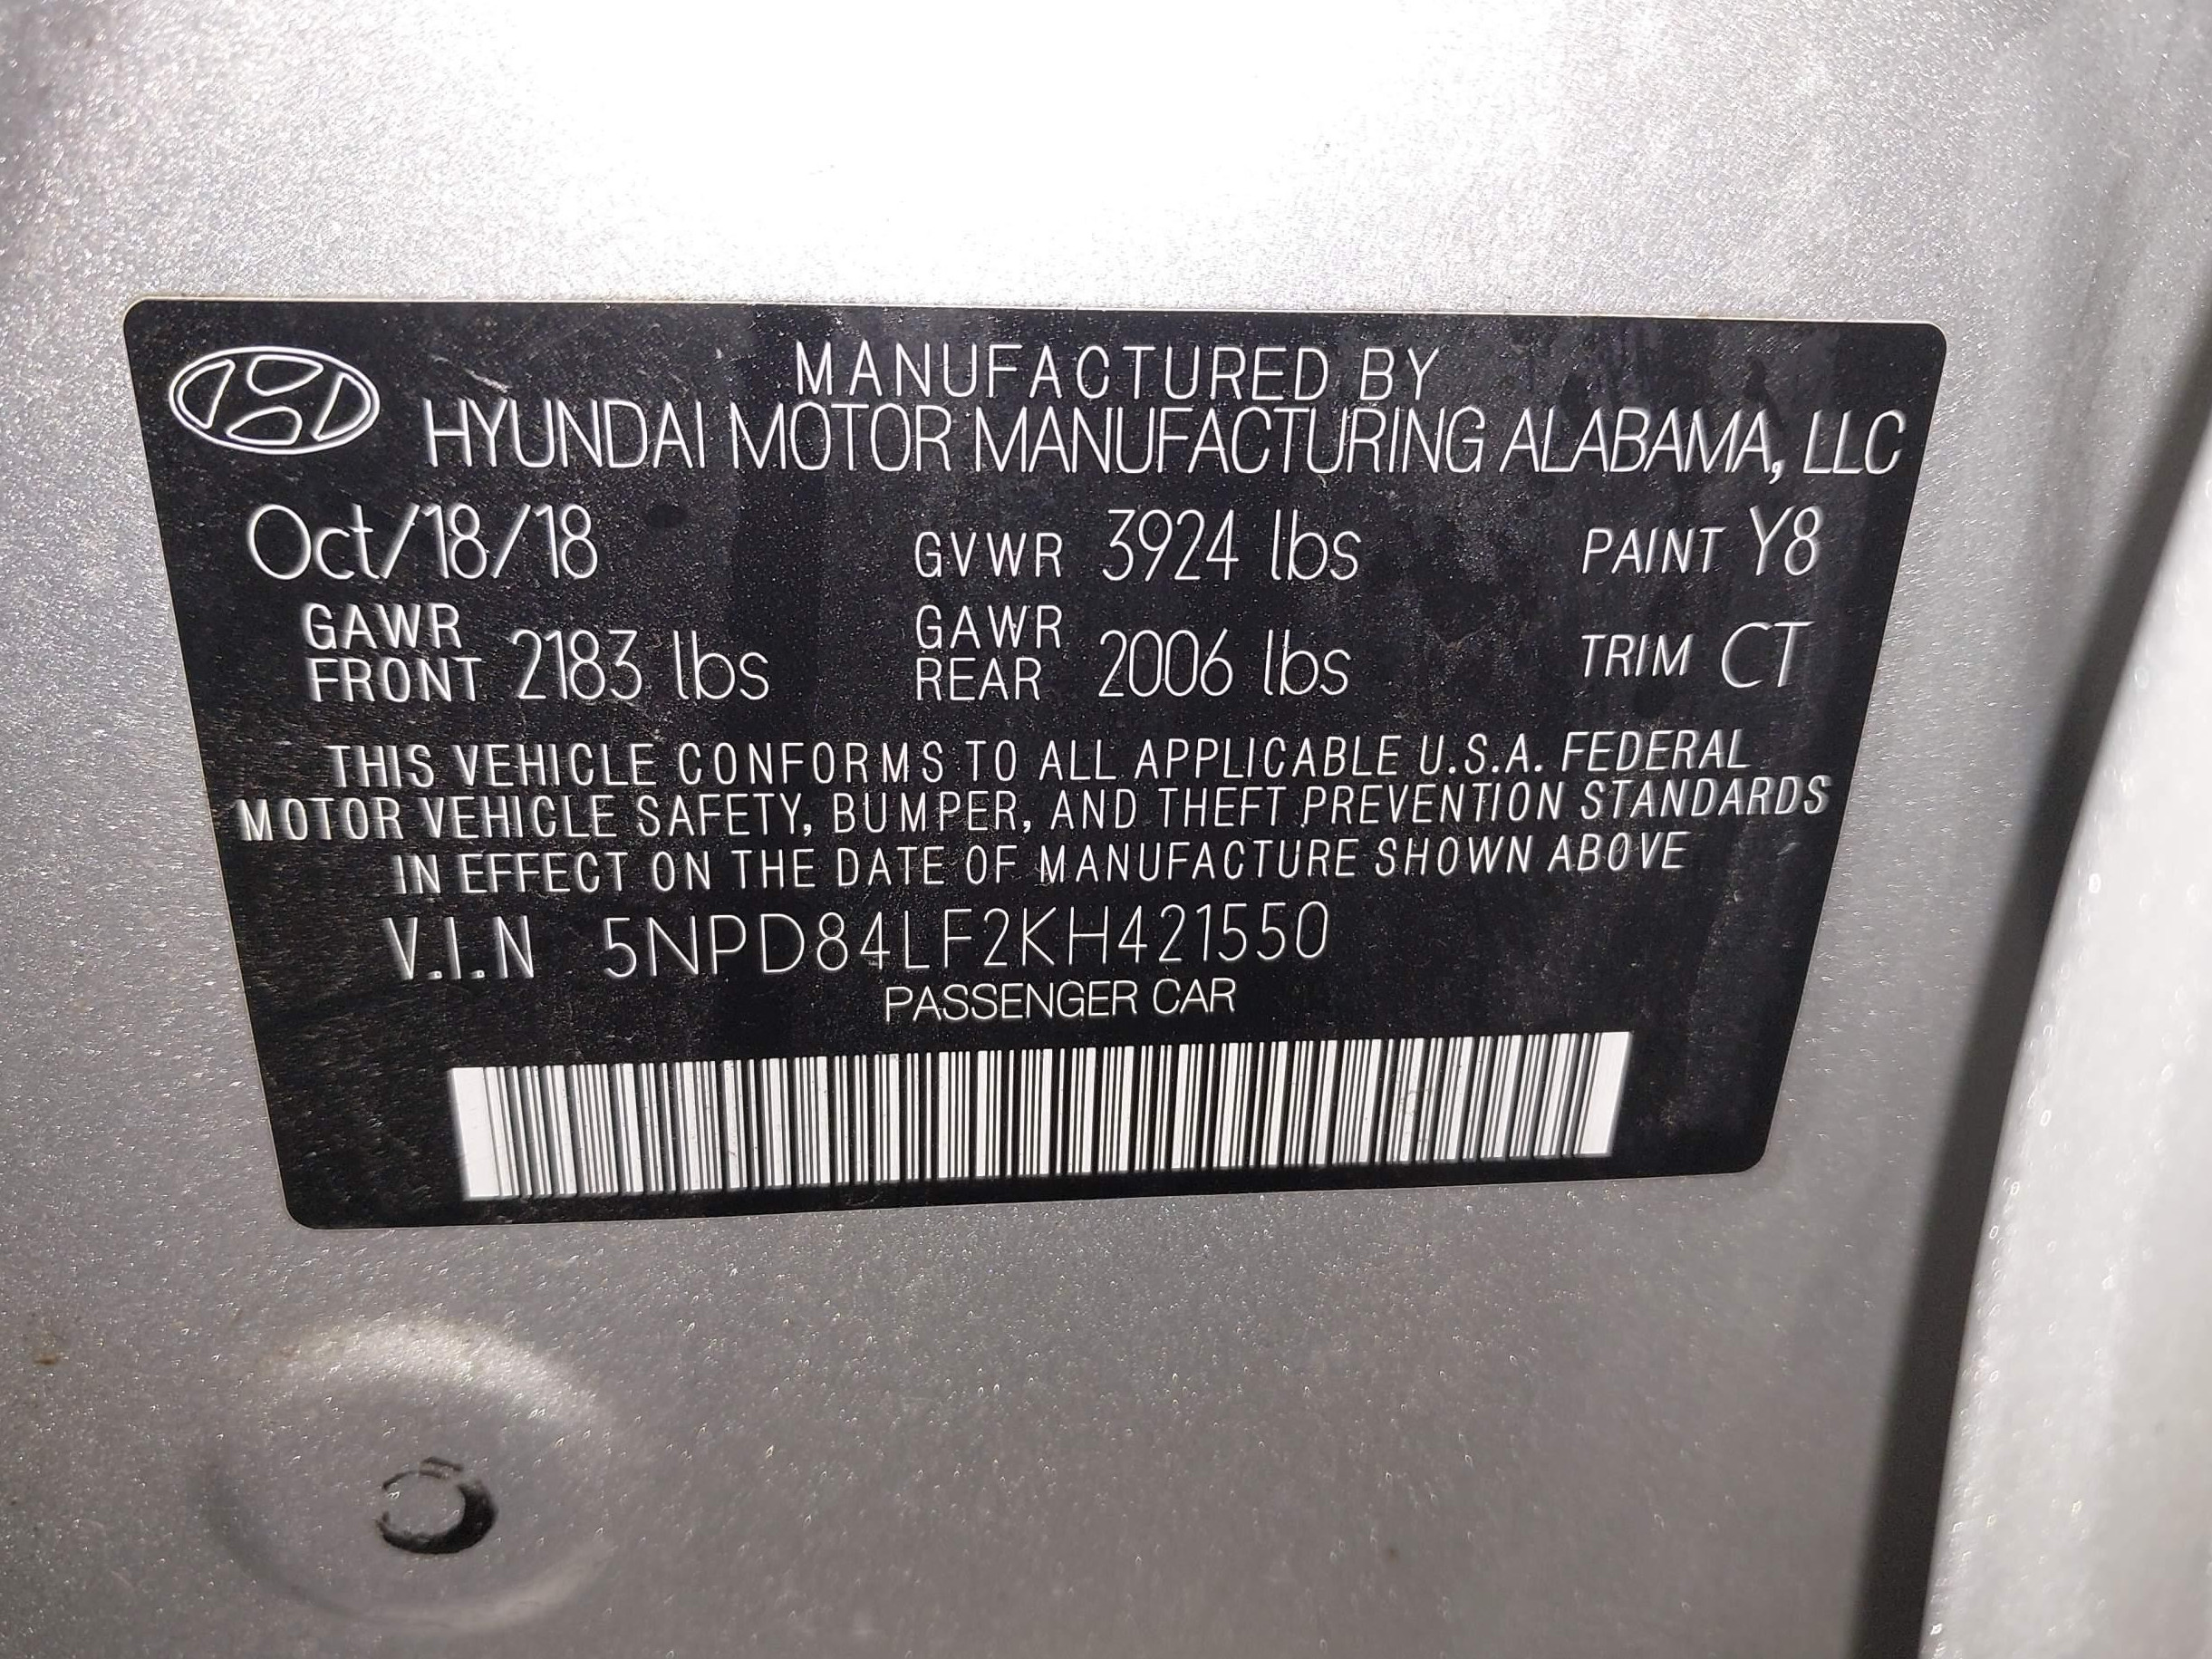 MANUFACTURED BY
HYUNDAI MOTOR MANUFACTURING ALABAMA, LLC
Oct/18/18 GVWR 3924 lbs PAINT Y8
GAWR FRONT 2183 lbs GAWR REAR 2006 lbs TRIM CT
THIS VEHICLE CONFORMS TO ALL APPLICABLE U.S.A. FEDERAL
MOTOR VEHICLE SAFETY, BUMPER, AND THEFT PREVENTION STANDARDS
IN EFFECT ON THE DATE OF MANUFACTURE SHOWN ABOVE
V.I.N 5NPD84LF2KH421550
PASSENGER CAR